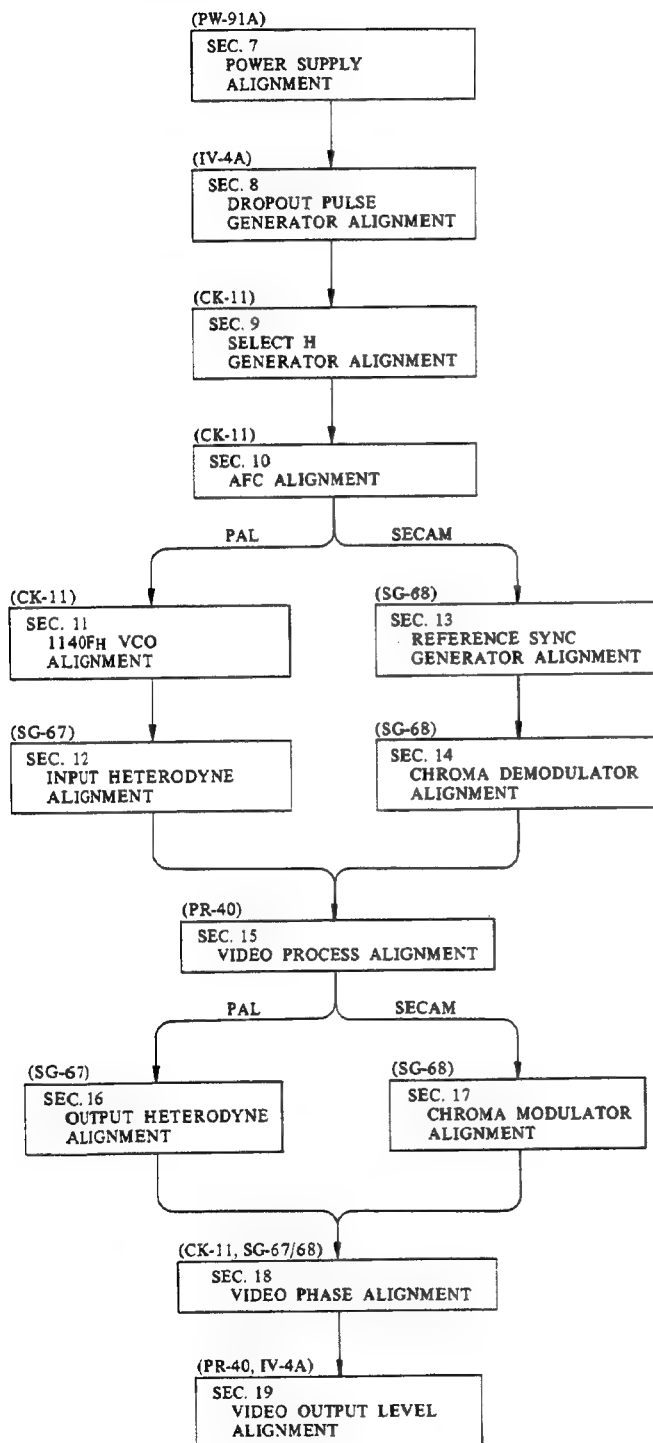 (PW-91A)
SEC. 7
POWER SUPPLY
ALIGNMENT
(IV-4A)
SEC. 8
DROPOUT PULSE
GENERATOR ALIGNMENT
(CK-11)
SEC. 9
SELECT H
GENERATOR ALIGNMENT
(CK-11)
SEC. 10
AFC ALIGNMENT
PAL
SECAM
(CK-11)
SEC. 11
1140FH VCO
ALIGNMENT
(SG-68)
SEC. 13
REFERENCE SYNC
GENERATOR ALIGNMENT
(SG-67)
SEC. 12
INPUT HETERODYNE
ALIGNMENT
(SG-68)
SEC. 14
CHROMA DEMODULATOR
ALIGNMENT
(PR-40)
SEC. 15
VIDEO PROCESS ALIGNMENT
PAL
SECAM
(SG-67)
SEC. 16
OUTPUT HETERODYNE
ALIGNMENT
(SG-68)
SEC. 17
CHROMA MODULATOR
ALIGNMENT
(CK-11, SG-67/68)
SEC. 18
VIDEO PHASE ALIGNMENT
(PR-40, IV-4A)
SEC. 19
VIDEO OUTPUT LEVEL
ALIGNMENT